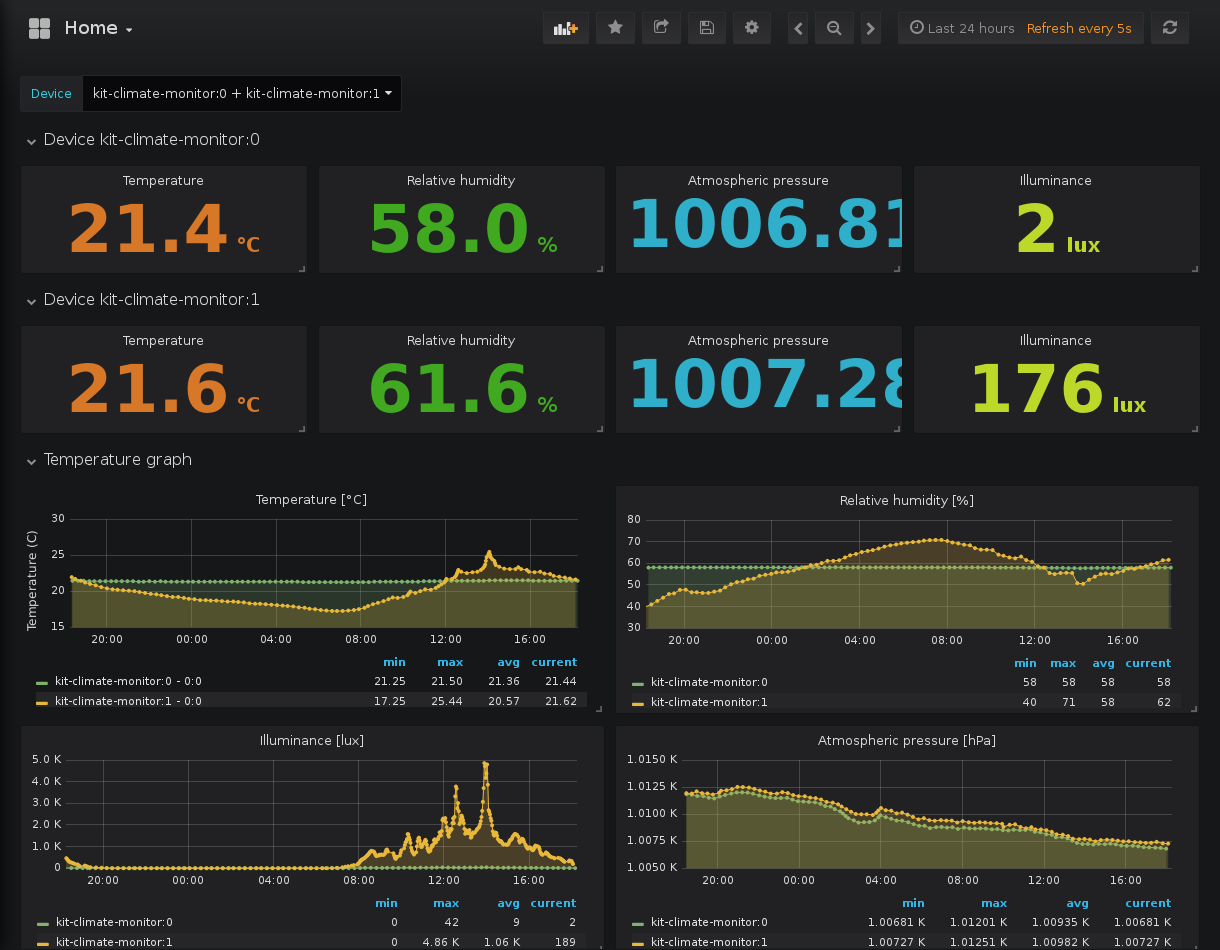 Home
Last 24 hours Refresh every 5s
Device kit-climate-monitor:0 + kit-climate-monitor:1
Device kit-climate-monitor:0
Temperature Relative humidity Atmospheric pressure Illuminance
21.4 °C 58.0 % 1006.81 2 lux
Device kit-climate-monitor:1
Temperature Relative humidity Atmospheric pressure Illuminance
21.6 °C 61.6 % 1007.28 176 lux
Temperature graph
Temperature [°C]
Temperature (C)
30
25
20
15
20:00 00:00 04:00 08:00 12:00 16:00
min max avg current
kit-climate-monitor:0 - 0:0 21.25 21.50 21.36 21.44
kit-climate-monitor:1 - 0:0 17.25 25.44 20.57 21.62
Relative humidity [%]
80
70
60
50
40
30
20:00 00:00 04:00 08:00 12:00 16:00
min max avg current
kit-climate-monitor:0 58 58 58 58
kit-climate-monitor:1 40 71 58 62
Illuminance [lux]
5.0 K
4.0 K
3.0 K
2.0 K
1.0 K
0
20:00 00:00 04:00 08:00 12:00 16:00
min max avg current
kit-climate-monitor:0 0 42 9 2
kit-climate-monitor:1 0 4.86 K 1.06 K 189
Atmospheric pressure [hPa]
1.0150 K
1.0125 K
1.0100 K
1.0075 K
1.0050 K
20:00 00:00 04:00 08:00 12:00 16:00
min max avg current
kit-climate-monitor:0 1.00681 K 1.01201 K 1.00935 K 1.00681 K
kit-climate-monitor:1 1.00727 K 1.01251 K 1.00982 K 1.00727 K